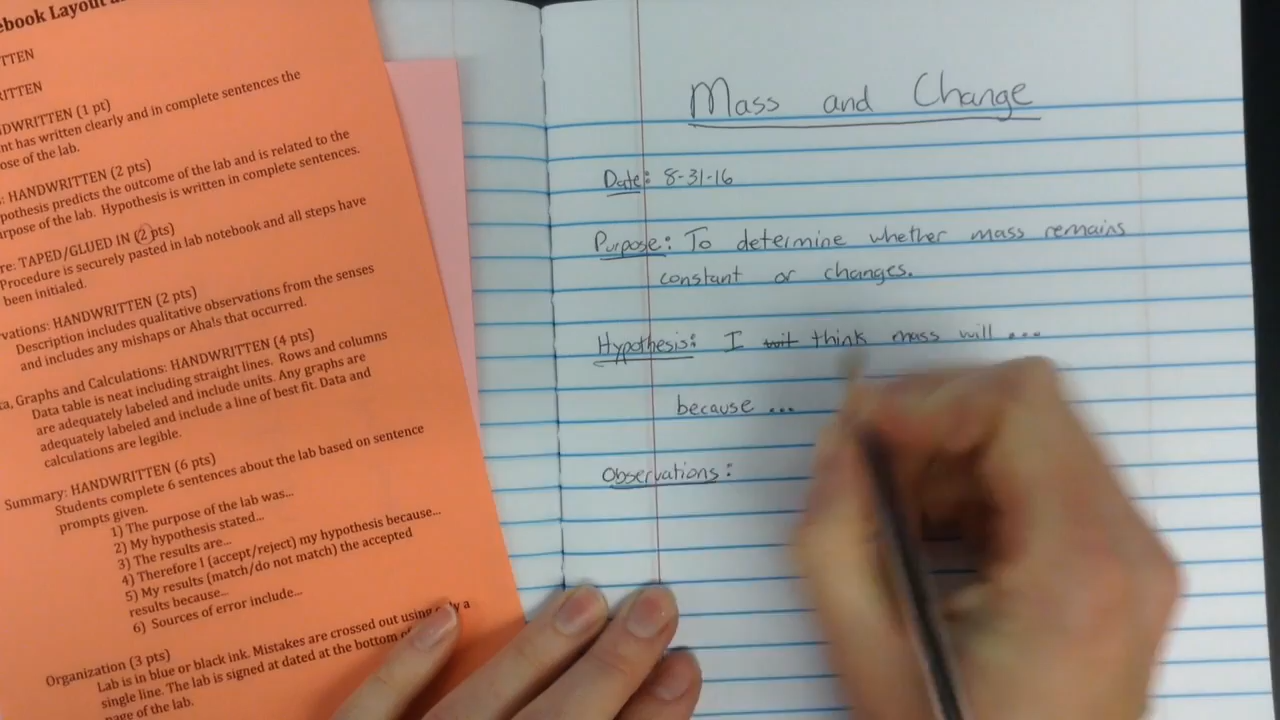 ebook Layout
TTEN
RITTEN
NDWRITTEN (1 pt)
nt has written clearly and in complete sentences the
ose of the lab.
s: HANDWRITTEN (2 pts)
pothesis predicts the outcome of the lab and is related to the
urpose of the lab. Hypothesis is written in complete sentences.
re: TAPED/GLUED IN (2 pts)
Procedure is securely pasted in lab notebook and all steps have
been initialed.
vations: HANDWRITTEN (2 pts)
Description includes qualitative observations from the senses
and includes any mishaps or Ahas that occurred.
a, Graphs and Calculations: HANDWRITTEN (4 pts)
Data table is neat including straight lines. Rows and columns
are adequately labeled and include units. Any graphs are
adequately labeled and include a line of best fit. Data and
calculations are legible.
Summary: HANDWRITTEN (6 pts)
Students complete 6 sentences about the lab based on sentence
prompts given.
1) The purpose of the lab was...
2) My hypothesis stated...
3) The results are...
4) Therefore I (accept/reject) my hypothesis because...
5) My results (match/do not match) the accepted
results because...
6) Sources of error include...
Organization (3 pts)
Lab is in blue or black ink. Mistakes are crossed out using only a
single line. The lab is signed at dated at the bottom of
page of the lab.
Mass and Change
Date: 8-31-16
Purpose: To determine whether mass remains
constant or changes.
Hypothesis: I think mass will ...
because ...
Observations: